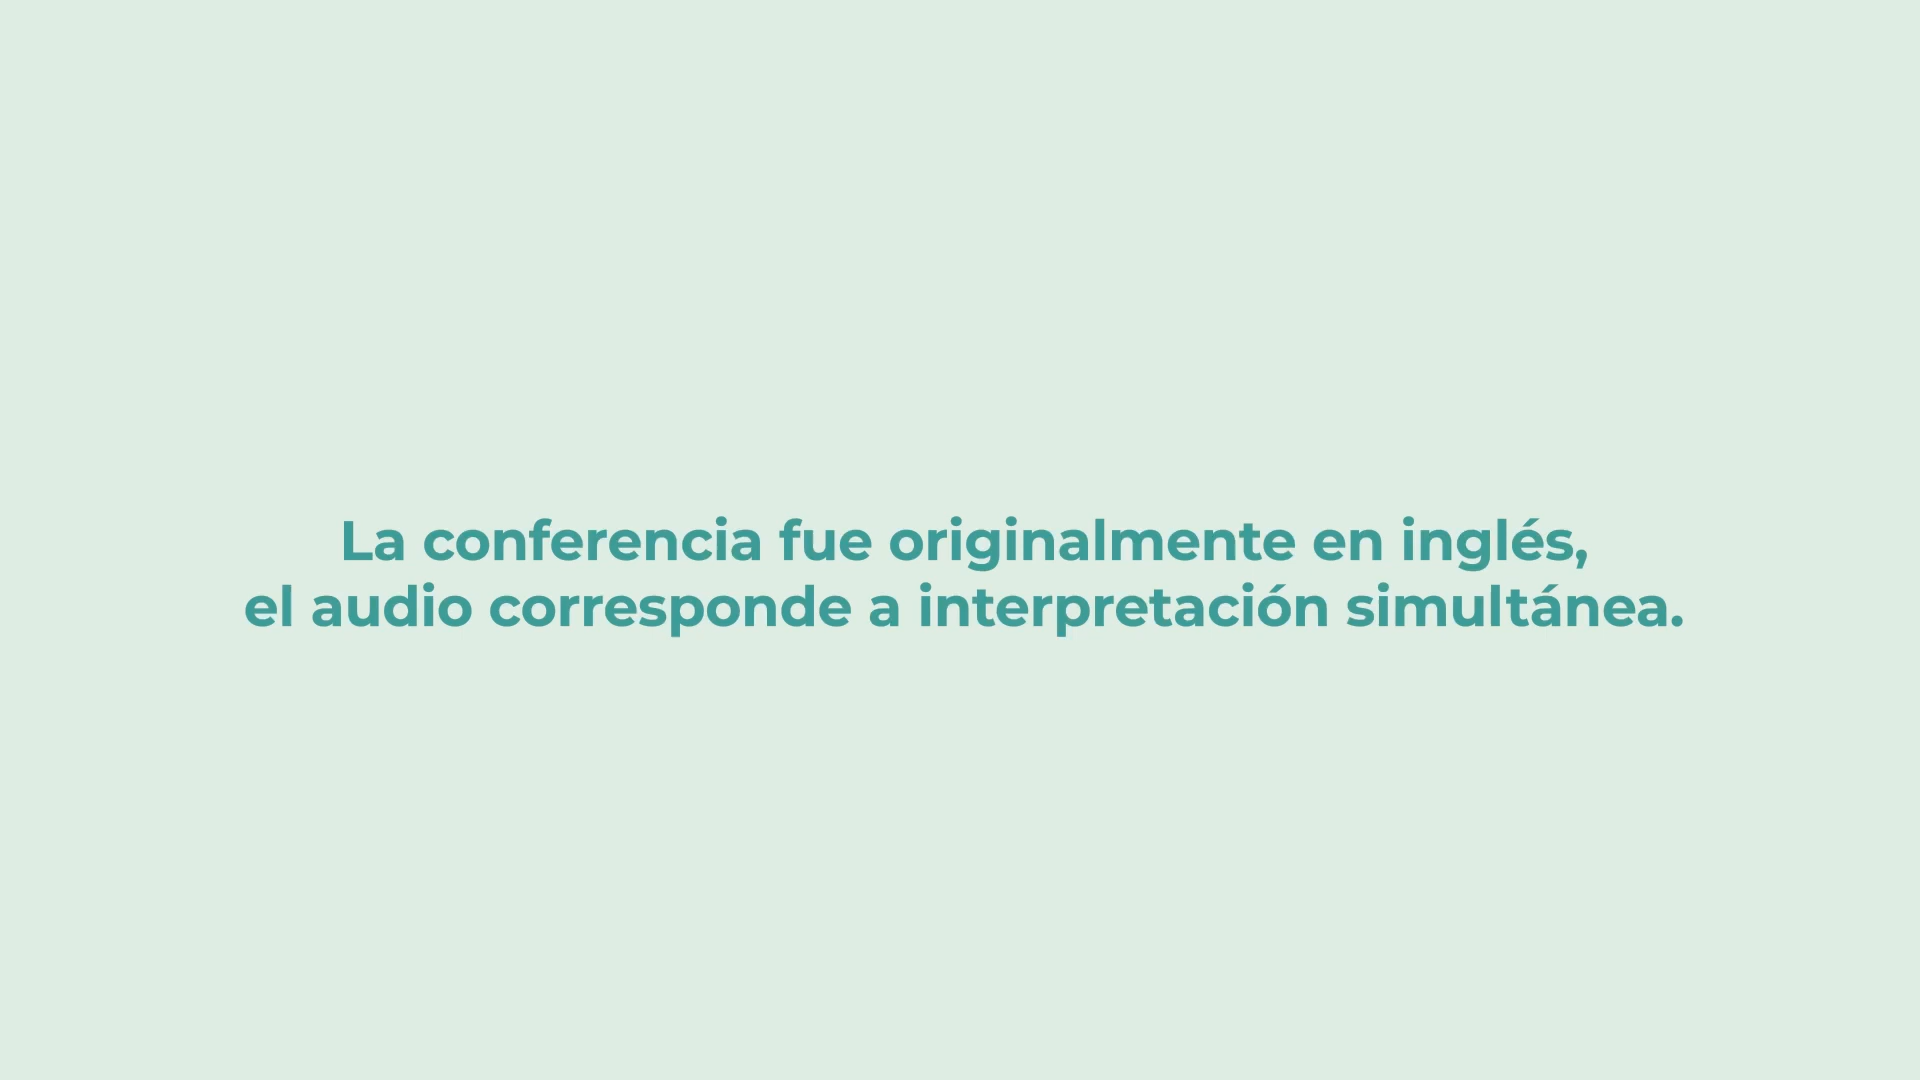 La conferencia fue originalmente en inglés,
el audio corresponde a interpretación simultánea.